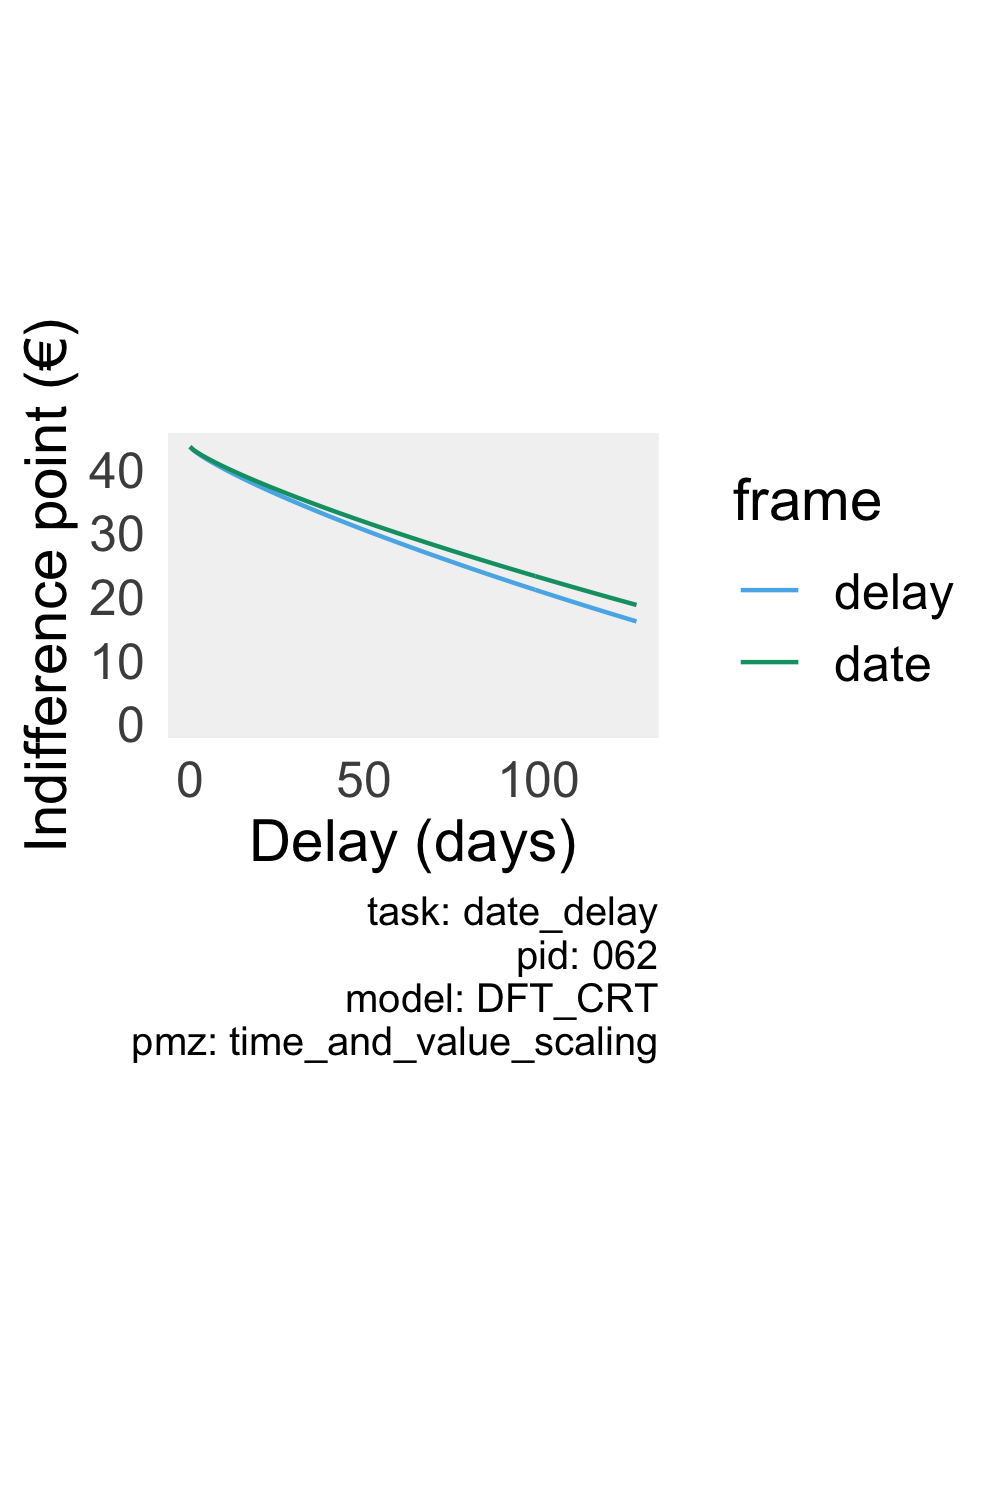 Indifference point (€)
40
30
20
10
0
0 50 100
Delay (days)
frame
delay
date
task: date_delay
pid: 062
model: DFT_CRT
pmz: time_and_value_scaling